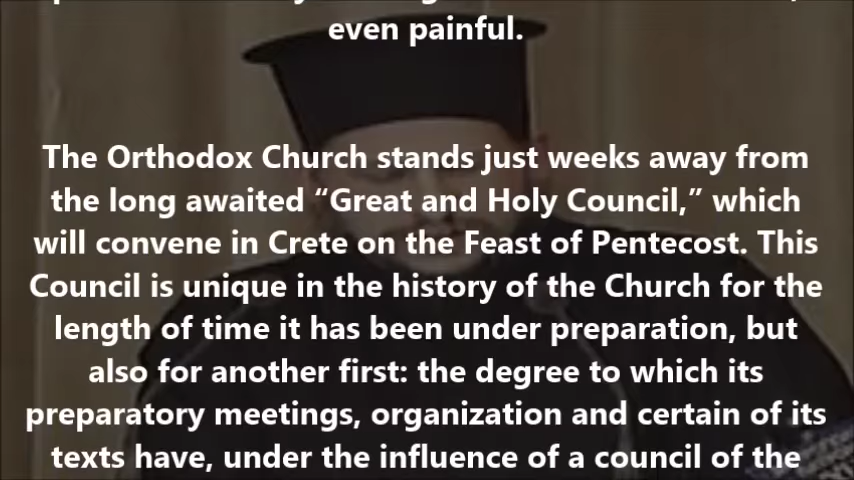 even painful.
The Orthodox Church stands just weeks away from
the long awaited “Great and Holy Council,” which
will convene in Crete on the Feast of Pentecost. This
Council is unique in the history of the Church for the
length of time it has been under preparation, but
also for another first: the degree to which its
preparatory meetings, organization and certain of its
texts have, under the influence of a council of the